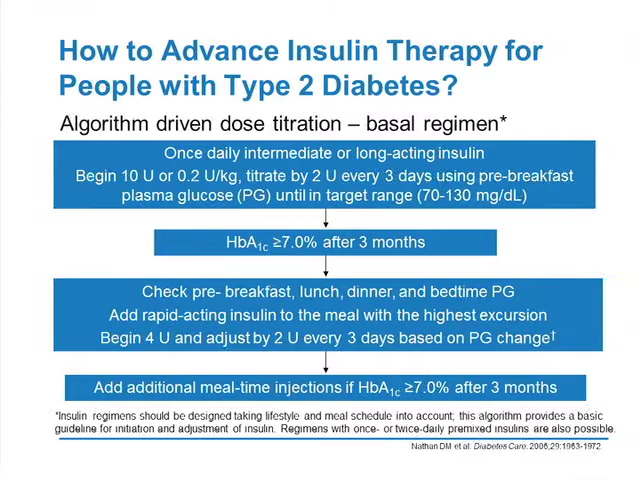 How to Advance Insulin Therapy for
People with Type 2 Diabetes?
Algorithm driven dose titration – basal regimen*
Once daily intermediate or long-acting insulin
Begin 10 U or 0.2 U/kg, titrate by 2 U every 3 days using pre-breakfast
plasma glucose (PG) until in target range (70-130 mg/dL)
HbA1c ≥7.0% after 3 months
Check pre- breakfast, lunch, dinner, and bedtime PG
Add rapid-acting insulin to the meal with the highest excursion
Begin 4 U and adjust by 2 U every 3 days based on PG change†
Add additional meal-time injections if HbA1c ≥7.0% after 3 months
*Insulin regimens should be designed taking lifestyle and meal schedule into account; this algorithm provides a basic
guideline for initiation and adjustment of insulin. Regimens with once- or twice-daily premixed insulins are also possible.
Nathan DM et al. Diabetes Care. 2006;29:1963-1972